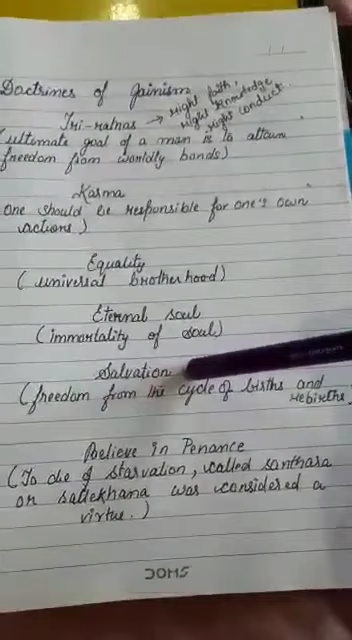 Doctrines of Jainism
Tri-ratnas → Right faith,
Right knowledge
Right conduct.
(ultimate goal of a man is to attain
freedom from worldly bonds)
Karma
one should be responsible for one's own
actions)
Equality
(universal brotherhood)
Eternal soul
(immortality of soul)
Salvation
(freedom from the cycle of births and
rebirths)
Believe in Penance
(To die of starvation, called santhara
or sallekhana was considered a
virtue.)
DOMS